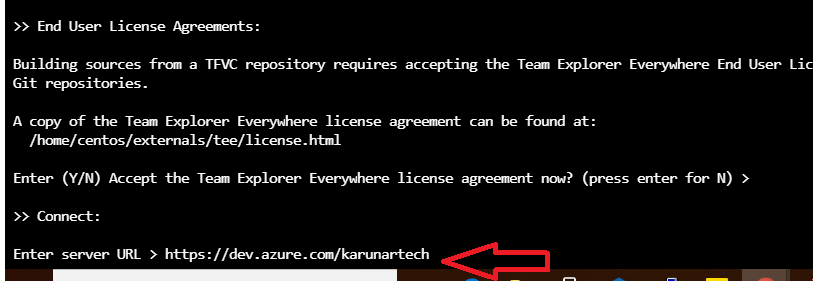 >> End User License Agreements:
Building sources from a TFVC repository requires accepting the Team Explorer Everywhere End User Lic
Git repositories.
A copy of the Team Explorer Everywhere license agreement can be found at:
/home/centos/externals/tee/license.html
Enter (Y/N) Accept the Team Explorer Everywhere license agreement now? (press enter for N) >
>> Connect:
Enter server URL > https://dev.azure.com/karunartech